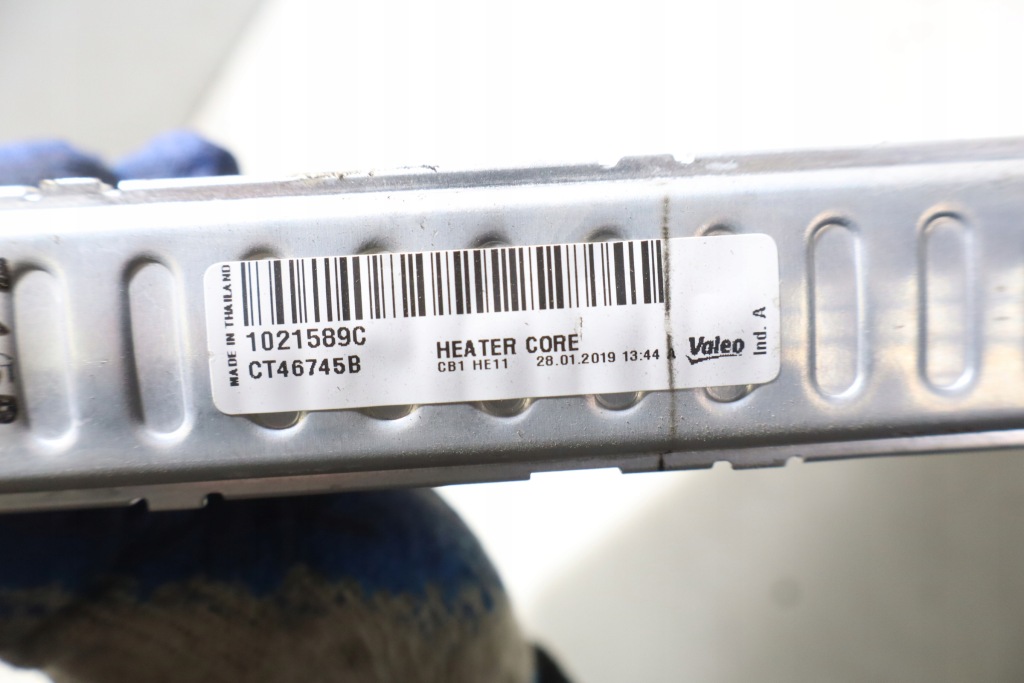 MADE IN THAILAND
1021589C
CT46745B
HEATER CORE
CB1 HE11 28.01.2019 13:44 A
Valeo
Ind. A